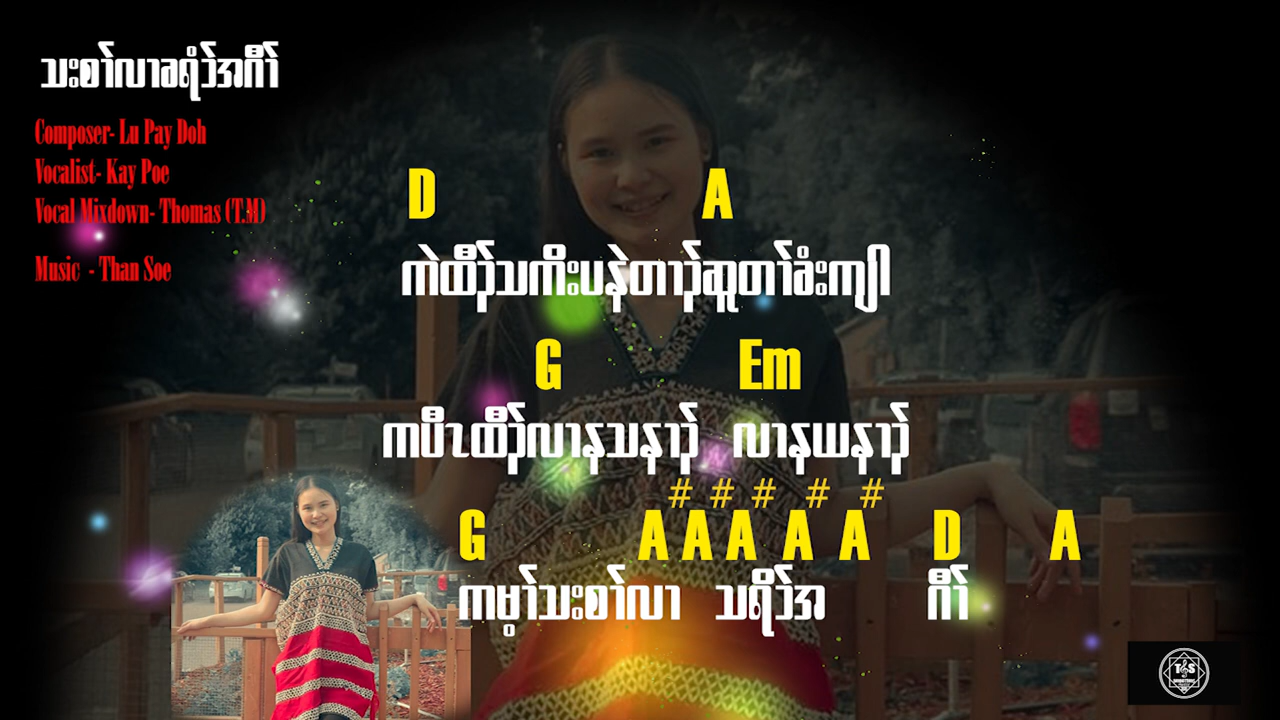 သးစၢ်လၢခရံာ်အဂီၢ်
Composer- Lu Pay Doh
Vocalist- Kay Poe
Vocal Mixdown- Thomas (T.M)
Music - Than Soe
D A
ကဲထီၣ်သကိးပနဲတၢၣ်ဆူတၢ်ခံးကျါ
G Em
ကပီၤထီၣ်လၢနသနၢၣ် လၢနယနၢၣ်
# # # # #
G A A A A A D A
ကမ့ၢ်သးစၢ်လၢ သရိာ်အ ဂီၢ်
T S